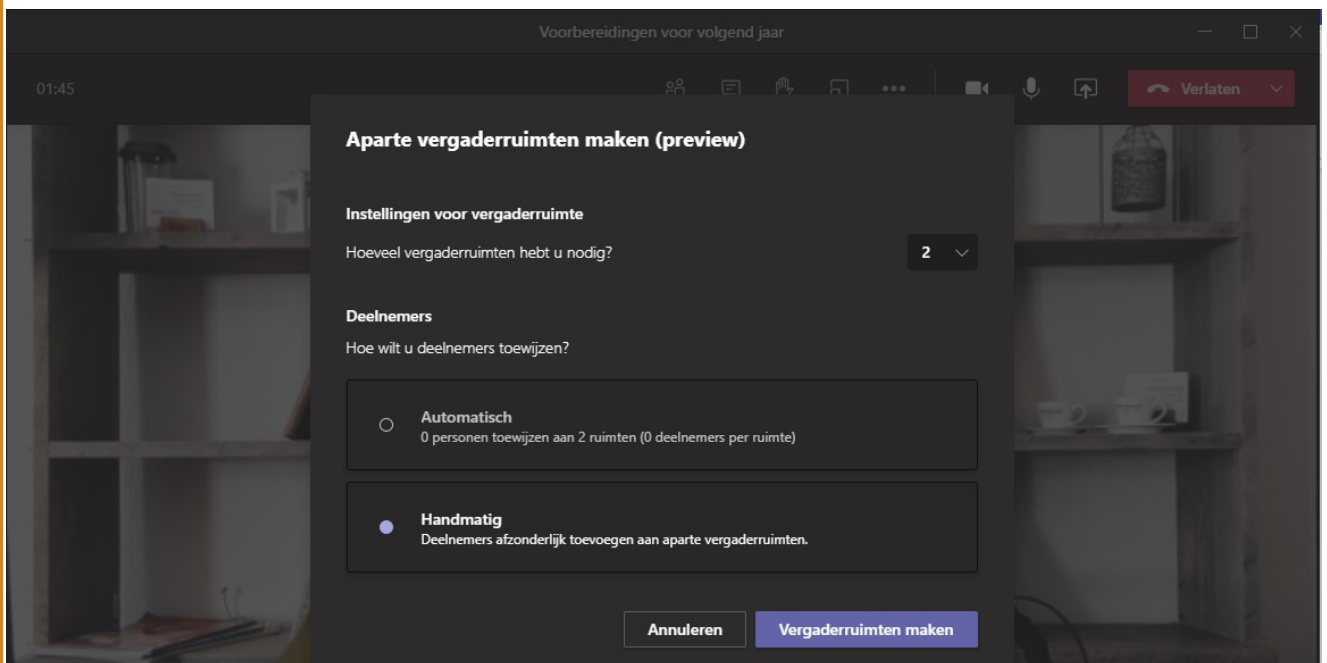 Voorbereidingen voor volgend jaar
01:45
Verlaten
Aparte vergaderruimten maken (preview)
Instellingen voor vergaderruimte
Hoeveel vergaderruimten hebt u nodig?
2
Deelnemers
Hoe wilt u deelnemers toewijzen?
Automatisch
0 personen toewijzen aan 2 ruimten (0 deelnemers per ruimte)
Handmatig
Deelnemers afzonderlijk toevoegen aan aparte vergaderruimten.
Annuleren
Vergaderruimten maken